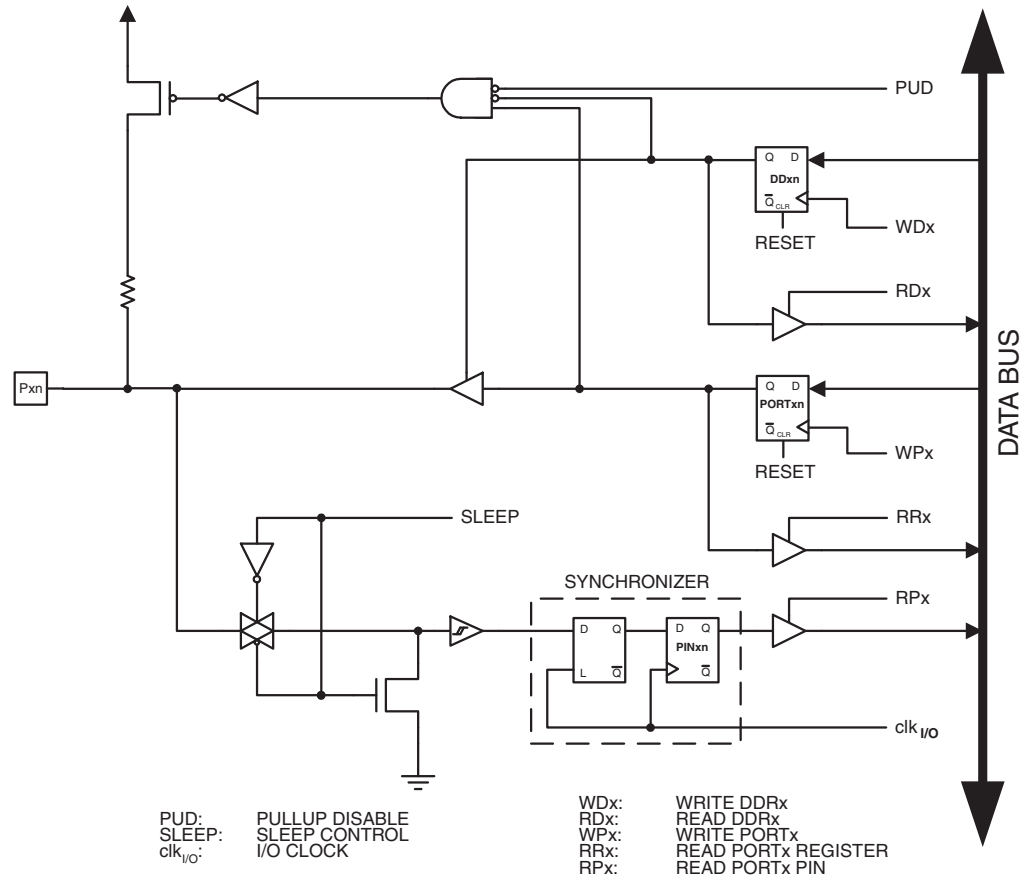 PUD
Q D
DDxn
Q CLR
WDx
RESET
RDx
Pxn
Q D
PORTxn
Q CLR
WPx
RESET
DATA BUS
SLEEP
RRx
SYNCHRONIZER
RPx
D Q
L Q
D Q
PINxn
Q
clk I/O
PUD: PULLUP DISABLE
SLEEP: SLEEP CONTROL
clkI/O: I/O CLOCK
WDx: WRITE DDRx
RDx: READ DDRx
WPx: WRITE PORTx
RRx: READ PORTx REGISTER
RPx: READ PORTx PIN